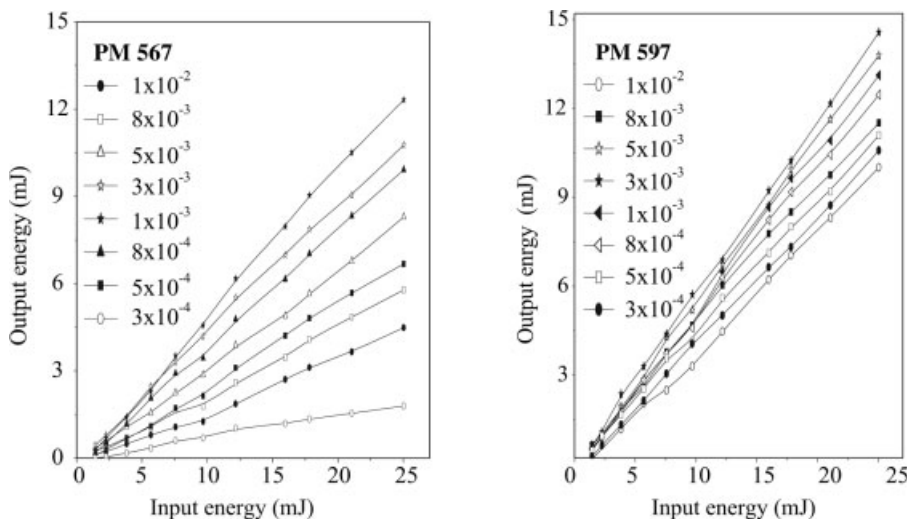 15
12
9
6
3
0
Output energy (mJ)
PM 567
1x10⁻²
8x10⁻³
5x10⁻³
3x10⁻³
1x10⁻³
8x10⁻⁴
5x10⁻⁴
3x10⁻⁴
0 5 10 15 20 25
Input energy (mJ)
15
12
9
6
3
Output enrgy (mJ)
PM 597
1x10⁻²
8x10⁻³
5x10⁻³
3x10⁻³
1x10⁻³
8x10⁻⁴
5x10⁻⁴
3x10⁻⁴
0 5 10 15 20 25
Input energy (mJ)